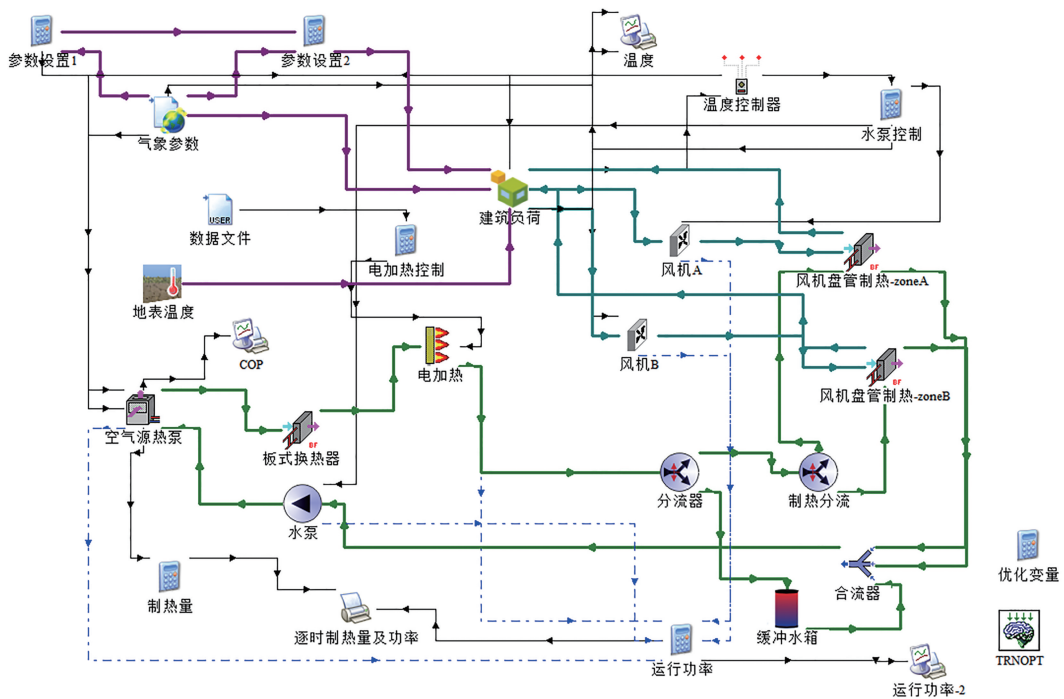 参数设置1
参数设置2
温度
温度控制器
水泵控制
气象参数
USER
数据文件
建筑负荷
电加热控制
风机A
风机盘管制热-zoneA
地表温度
COP
电加热
风机B
风机盘管制热-zoneB
空气源热泵
板式换热器
水泵
分流器
制热分流
合流器
优化变量
制热量
逐时制热量及功率
缓冲水箱
运行功率
运行功率-2
TRNOPT